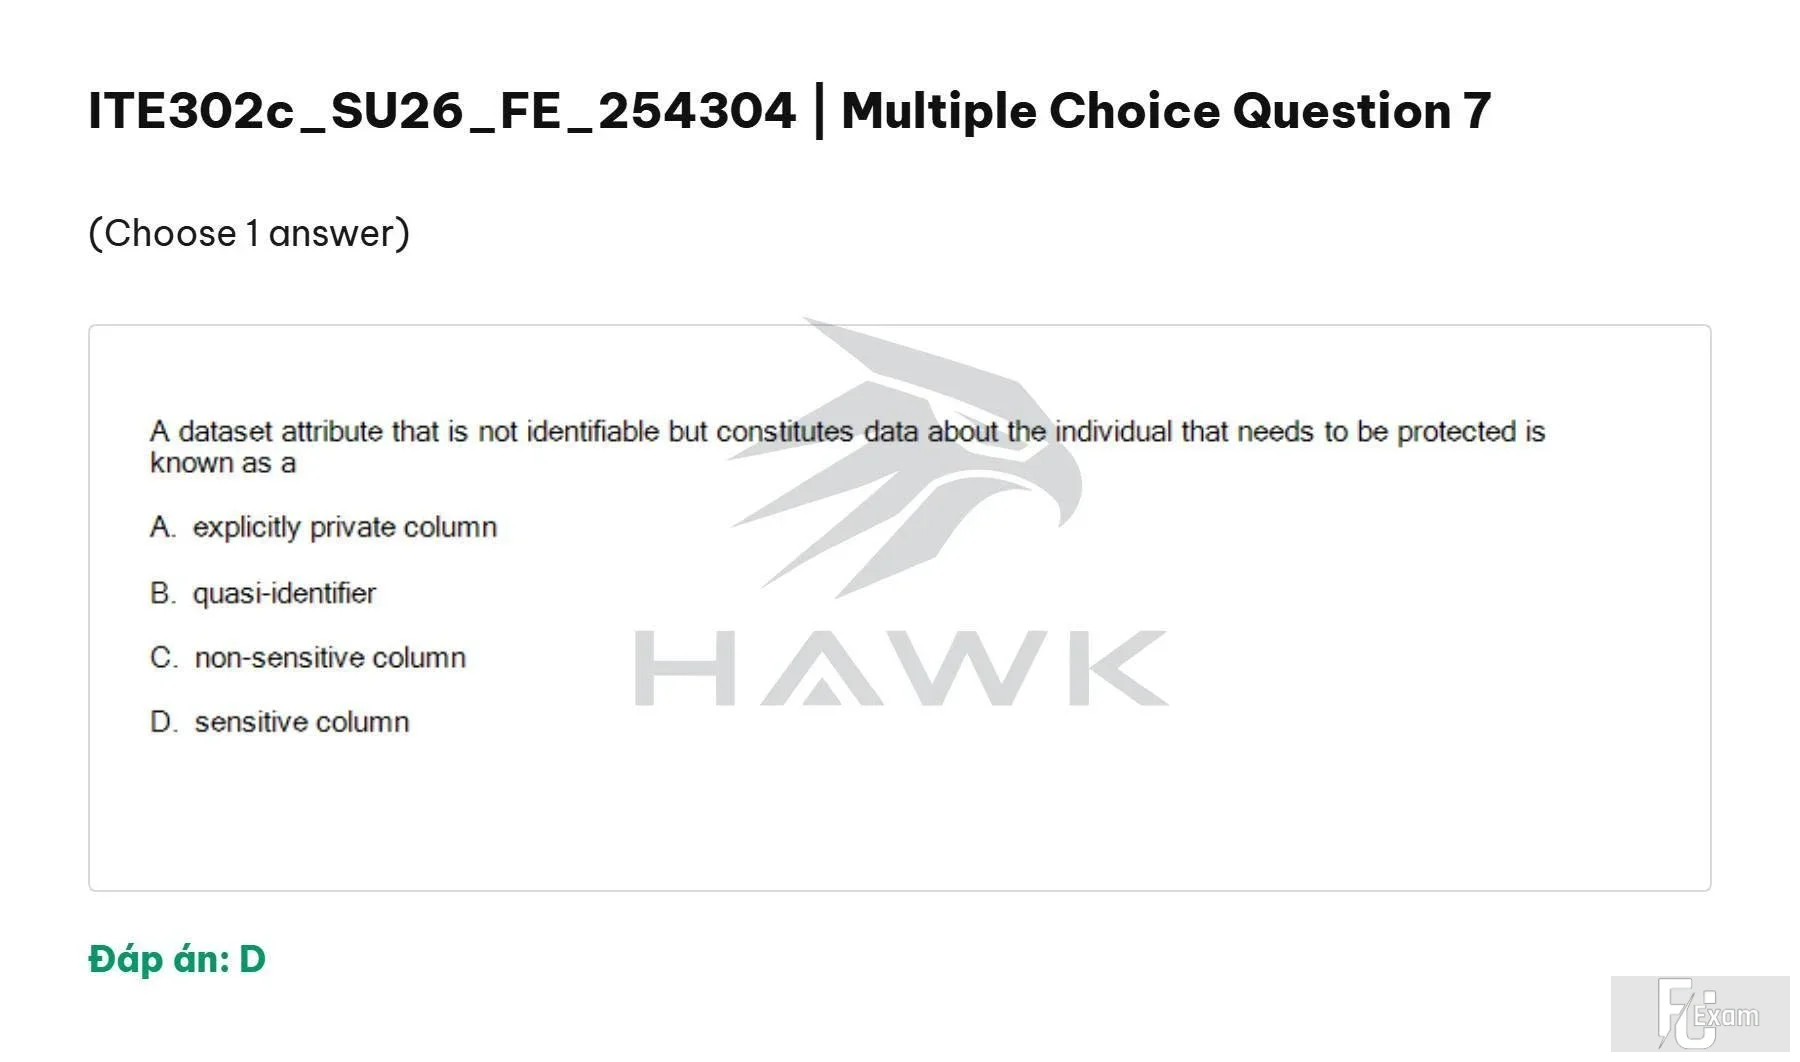 ITE302c_SU26_FE_254304 | Multiple Choice Question 7
(Choose 1 answer)
A dataset attribute that is not identifiable but constitutes data about the individual that needs to be protected is
known as a
A. explicitly private column
B. quasi-identifier
C. non-sensitive column
D. sensitive column
HAWK
Đáp án: D
FC Exam